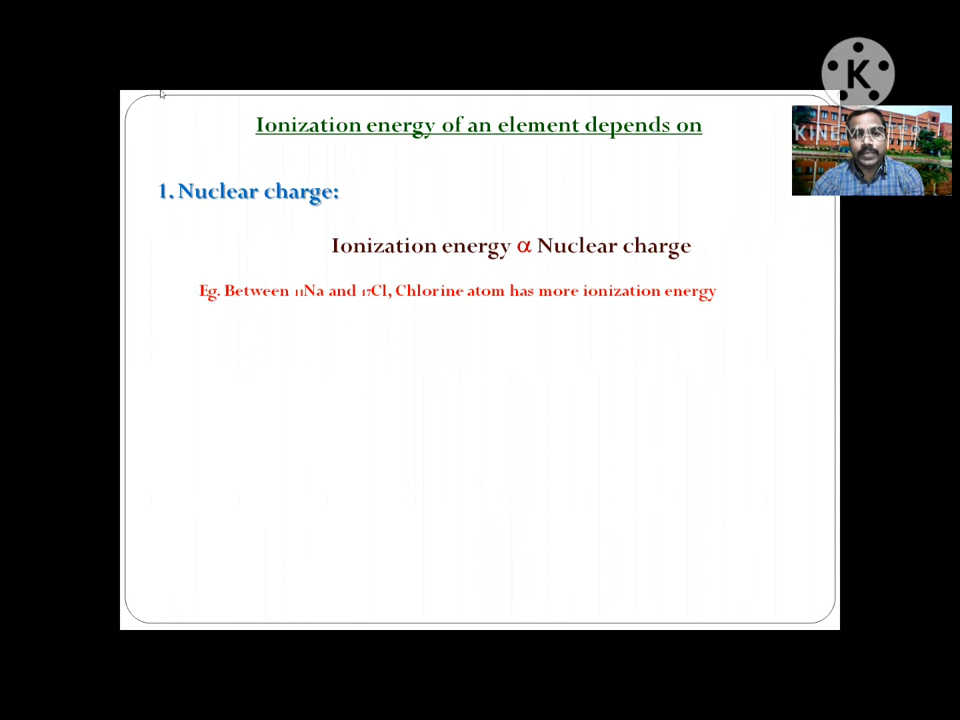 K
KINEMASTER
Ionization energy of an element depends on
1. Nuclear charge:
Ionization energy α Nuclear charge
Eg. Between ₁₁Na and ₁₇Cl, Chlorine atom has more ionization energy